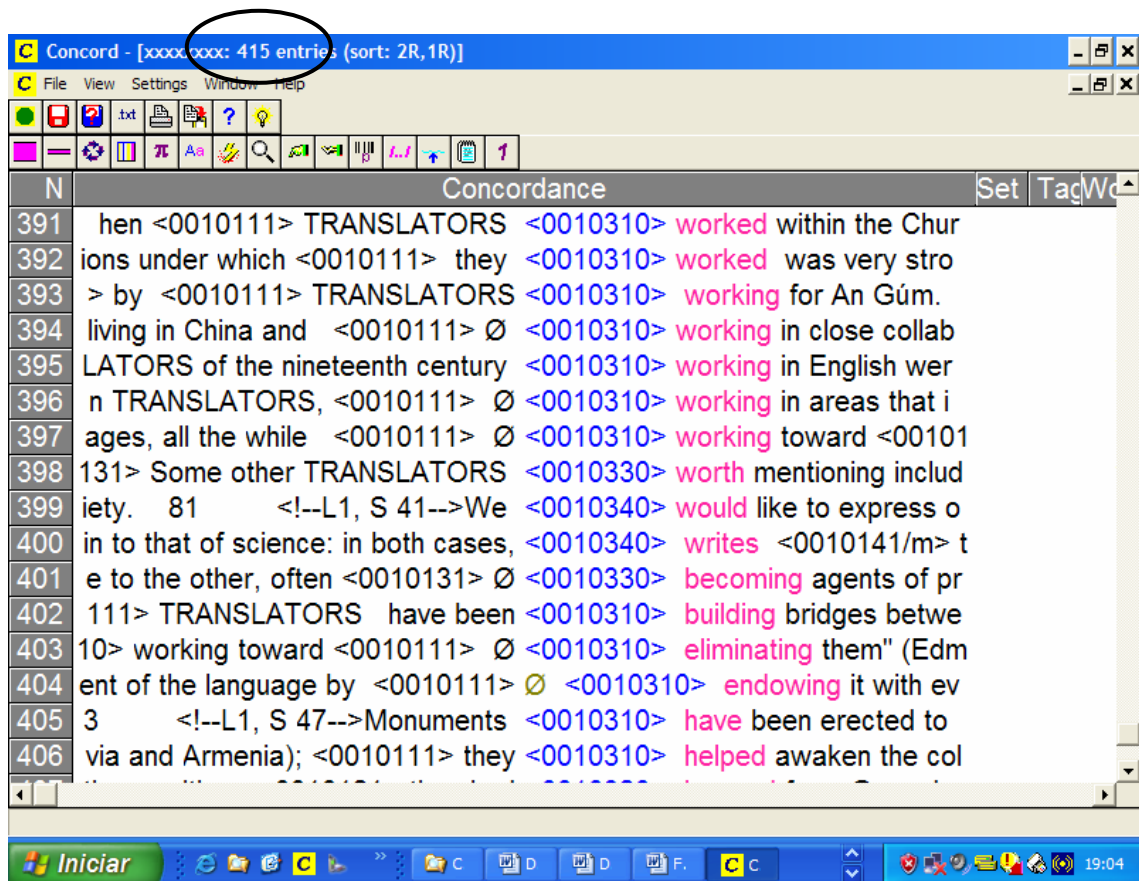 C Concord - [xxxxxxxx: 415 entries (sort: 2R,1R)]
C File View Settings Window Help
.txt ?
π Aa
N Concordance Set Tag Wo
391 hen <0010111> TRANSLATORS <0010310> worked within the Chur
392 ions under which <0010111> they <0010310> worked was very stro
393 > by <0010111> TRANSLATORS <0010310> working for An Gúm.
394 living in China and <0010111> Ø <0010310> working in close collab
395 LATORS of the nineteenth century <0010310> working in English wer
396 n TRANSLATORS, <0010111> Ø <0010310> working in areas that i
397 ages, all the while <0010111> Ø <0010310> working toward <00101
398 131> Some other TRANSLATORS <0010330> worth mentioning includ
399 iety. 81 <!--L1, S 41-->We <0010340> would like to express o
400 in to that of science: in both cases, <0010340> writes <0010141/m> t
401 e to the other, often <0010131> Ø <0010330> becoming agents of pr
402 111> TRANSLATORS have been <0010310> building bridges betwe
403 10> working toward <0010111> Ø <0010310> eliminating them" (Edm
404 ent of the language by <0010111> Ø <0010310> endowing it with ev
405 3 <!--L1, S 47-->Monuments <0010310> have been erected to
406 via and Armenia); <0010111> they <0010310> helped awaken the col
Iniciar C » C D D F. C C 19:04